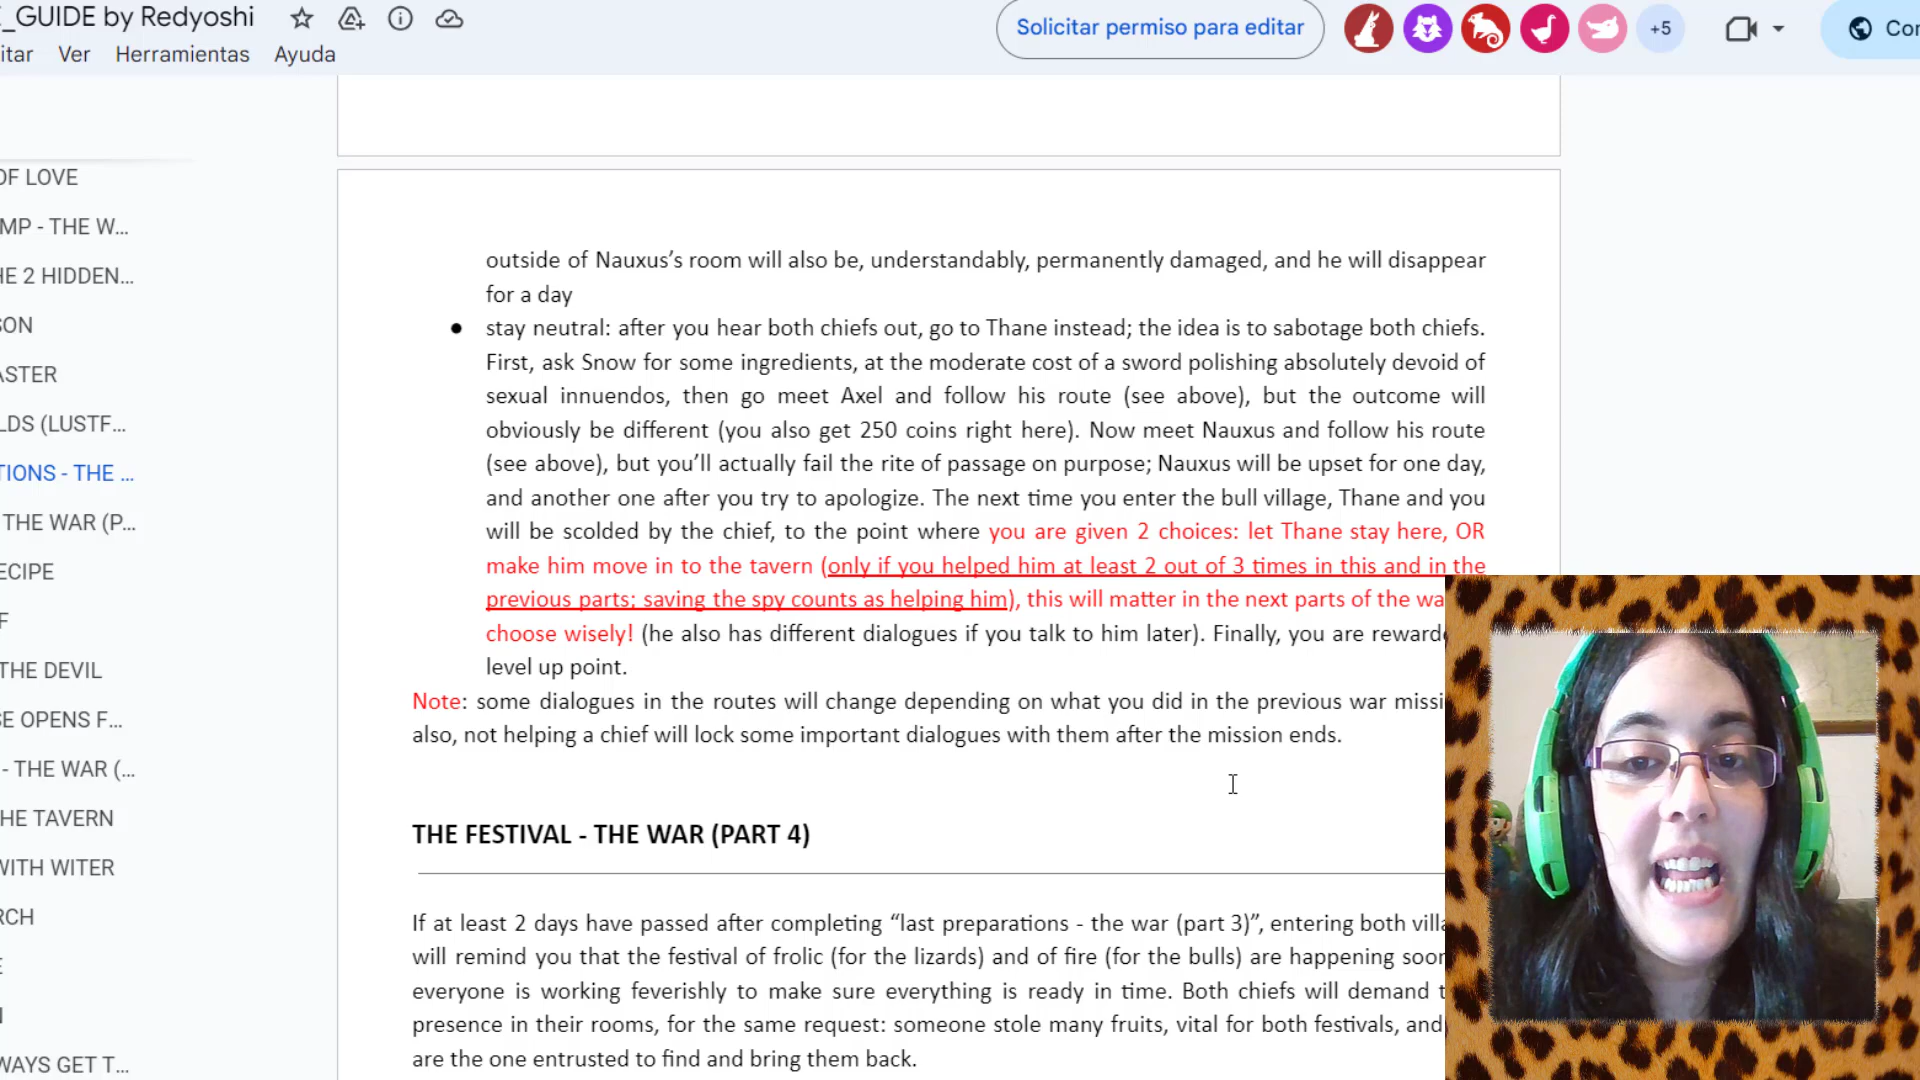 _GUIDE by Redyoshi
Solicitar permiso para editar
+5
itar Ver Herramientas Ayuda
OF LOVE
MP - THE W...
HE 2 HIDDEN...
SON
ASTER
LDS (LUSTF...
TIONS - THE ...
THE WAR (P...
ECIPE
F
THE DEVIL
SE OPENS F...
- THE WAR (...
HE TAVERN
WITH WITER
RCH
E
WAYS GET T...
outside of Nauxus’s room will also be, understandably, permanently damaged, and he will disappear
for a day
● stay neutral: after you hear both chiefs out, go to Thane instead; the idea is to sabotage both chiefs.
First, ask Snow for some ingredients, at the moderate cost of a sword polishing absolutely devoid of
sexual innuendos, then go meet Axel and follow his route (see above), but the outcome will
obviously be different (you also get 250 coins right here). Now meet Nauxus and follow his route
(see above), but you’ll actually fail the rite of passage on purpose; Nauxus will be upset for one day,
and another one after you try to apologize. The next time you enter the bull village, Thane and you
will be scolded by the chief, to the point where you are given 2 choices: let Thane stay here, OR
make him move in to the tavern (only if you helped him at least 2 out of 3 times in this and in the
previous parts; saving the spy counts as helping him), this will matter in the next parts of the wa
choose wisely! (he also has different dialogues if you talk to him later). Finally, you are reward
level up point.
Note: some dialogues in the routes will change depending on what you did in the previous war missi
also, not helping a chief will lock some important dialogues with them after the mission ends.
THE FESTIVAL - THE WAR (PART 4)
If at least 2 days have passed after completing “last preparations - the war (part 3)”, entering both villa
will remind you that the festival of frolic (for the lizards) and of fire (for the bulls) are happening soon
everyone is working feverishly to make sure everything is ready in time. Both chiefs will demand
presence in their rooms, for the same request: someone stole many fruits, vital for both festivals, and
are the one entrusted to find and bring them back.